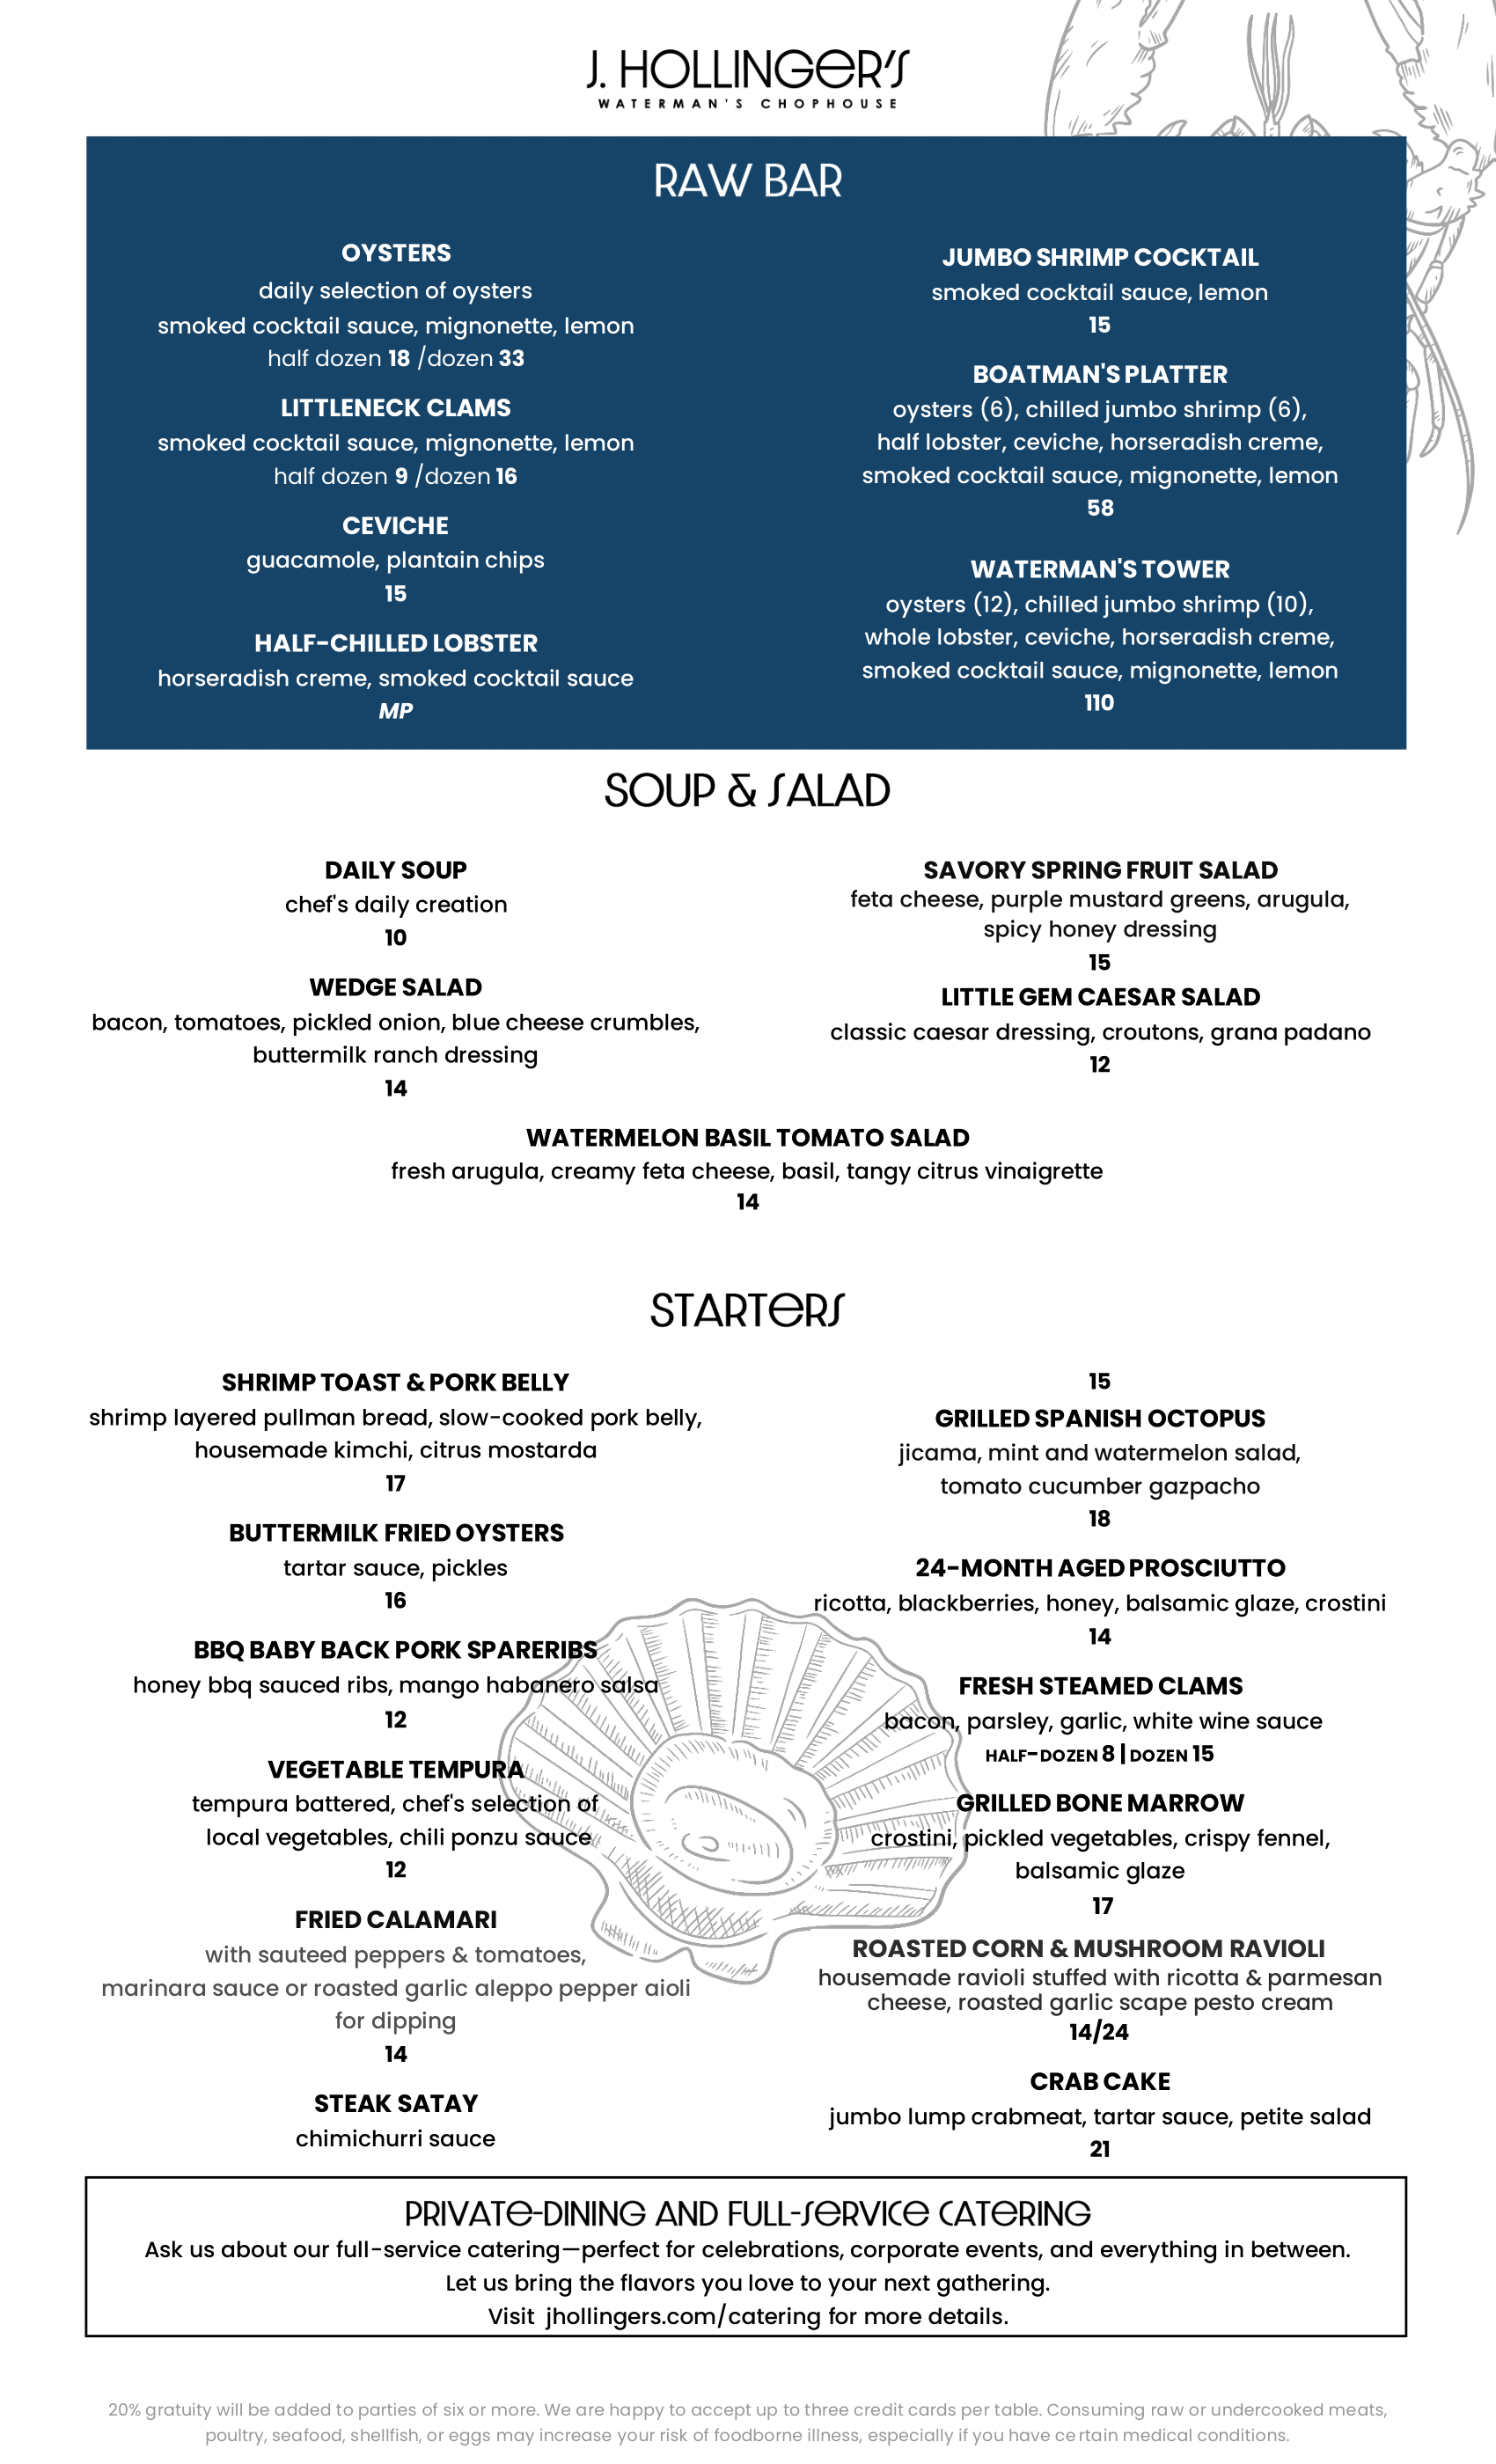 J. HOLLINGER'S
WATERMAN'S CHOPHOUSE
RAW BAR
OYSTERS
daily selection of oysters
smoked cocktail sauce, mignonette, lemon
half dozen 18 /dozen 33
LITTLENECK CLAMS
smoked cocktail sauce, mignonette, lemon
half dozen 9 /dozen 16
CEVICHE
guacamole, plantain chips
15
HALF-CHILLED LOBSTER
horseradish creme, smoked cocktail sauce
MP
JUMBO SHRIMP COCKTAIL
smoked cocktail sauce, lemon
15
BOATMAN'S PLATTER
oysters (6), chilled jumbo shrimp (6),
half lobster, ceviche, horseradish creme,
smoked cocktail sauce, mignonette, lemon
58
WATERMAN'S TOWER
oysters (12), chilled jumbo shrimp (10),
whole lobster, ceviche, horseradish creme,
smoked cocktail sauce, mignonette, lemon
110
SOUP & SALAD
DAILY SOUP
chef's daily creation
10
WEDGE SALAD
bacon, tomatoes, pickled onion, blue cheese crumbles,
buttermilk ranch dressing
14
SAVORY SPRING FRUIT SALAD
feta cheese, purple mustard greens, arugula,
spicy honey dressing
15
LITTLE GEM CAESAR SALAD
classic caesar dressing, croutons, grana padano
12
WATERMELON BASIL TOMATO SALAD
fresh arugula, creamy feta cheese, basil, tangy citrus vinaigrette
14
STARTERS
SHRIMP TOAST & PORK BELLY
shrimp layered pullman bread, slow-cooked pork belly,
housemade kimchi, citrus mostarda
17
BUTTERMILK FRIED OYSTERS
tartar sauce, pickles
16
BBQ BABY BACK PORK SPARERIBS
honey bbq sauced ribs, mango habanero salsa
12
VEGETABLE TEMPURA
tempura battered, chef's selection of
local vegetables, chili ponzu sauce
12
FRIED CALAMARI
with sauteed peppers & tomatoes,
marinara sauce or roasted garlic aleppo pepper aioli
for dipping
14
STEAK SATAY
chimichurri sauce
15
GRILLED SPANISH OCTOPUS
jicama, mint and watermelon salad,
tomato cucumber gazpacho
18
24-MONTH AGED PROSCIUTTO
ricotta, blackberries, honey, balsamic glaze, crostini
14
FRESH STEAMED CLAMS
bacon, parsley, garlic, white wine sauce
HALF-DOZEN 8 | DOZEN 15
GRILLED BONE MARROW
crostini, pickled vegetables, crispy fennel,
balsamic glaze
17
ROASTED CORN & MUSHROOM RAVIOLI
housemade ravioli stuffed with ricotta & parmesan
cheese, roasted garlic scape pesto cream
14/24
CRAB CAKE
jumbo lump crabmeat, tartar sauce, petite salad
21
PRIVATE-DINING AND FULL-SERVICE CATERING
Ask us about our full-service catering—perfect for celebrations, corporate events, and everything in between.
Let us bring the flavors you love to your next gathering.
Visit jhollingers.com/catering for more details.
20% gratuity will be added to parties of six or more. We are happy to accept up to three credit cards per table. Consuming raw or undercooked meats,
poultry, seafood, shellfish, or eggs may increase your risk of foodborne illness, especially if you have certain medical conditions.